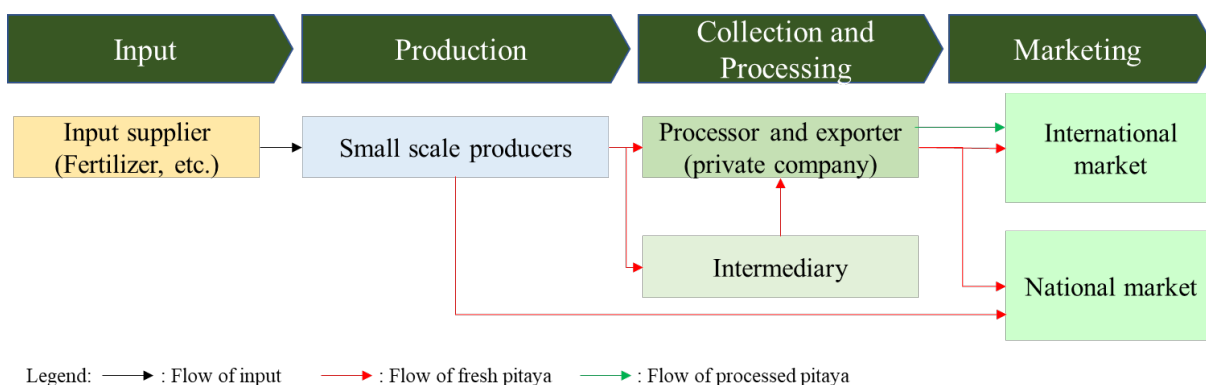 Input
Production
Collection and
Processing
Marketing
Input supplier
(Fertilizer, etc.)
Small scale producers
Processor and exporter
(private company)
International
market
Intermediary
National market
Legend: : Flow of input : Flow of fresh pitaya : Flow of processed pitaya